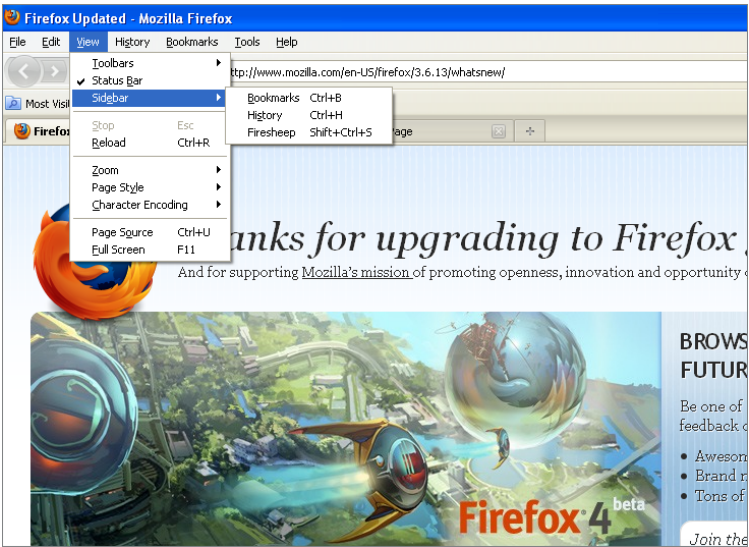 Firefox Updated - Mozilla Firefox
File Edit View History Bookmarks Tools Help
Toolbars
ttp://www.mozilla.com/en-US/firefox/3.6.13/whatsnew/
Status Bar
Sidebar
Bookmarks Ctrl+B
Most Visi
History Ctrl+H
Stop Esc
Firesheep Shift+Ctrl+S
Firefo
age
Reload Ctrl+R
Zoom
Page Style
Character Encoding
Page Source Ctrl+U
Full Screen F11
anks for upgrading to Firefox
And for supporting Mozilla's mission of promoting openness, innovation and opportunity
BROWS
FUTUR
Be one of
feedback
• Awesom
• Brand n
• Tons of
Firefox 4 beta
Join the